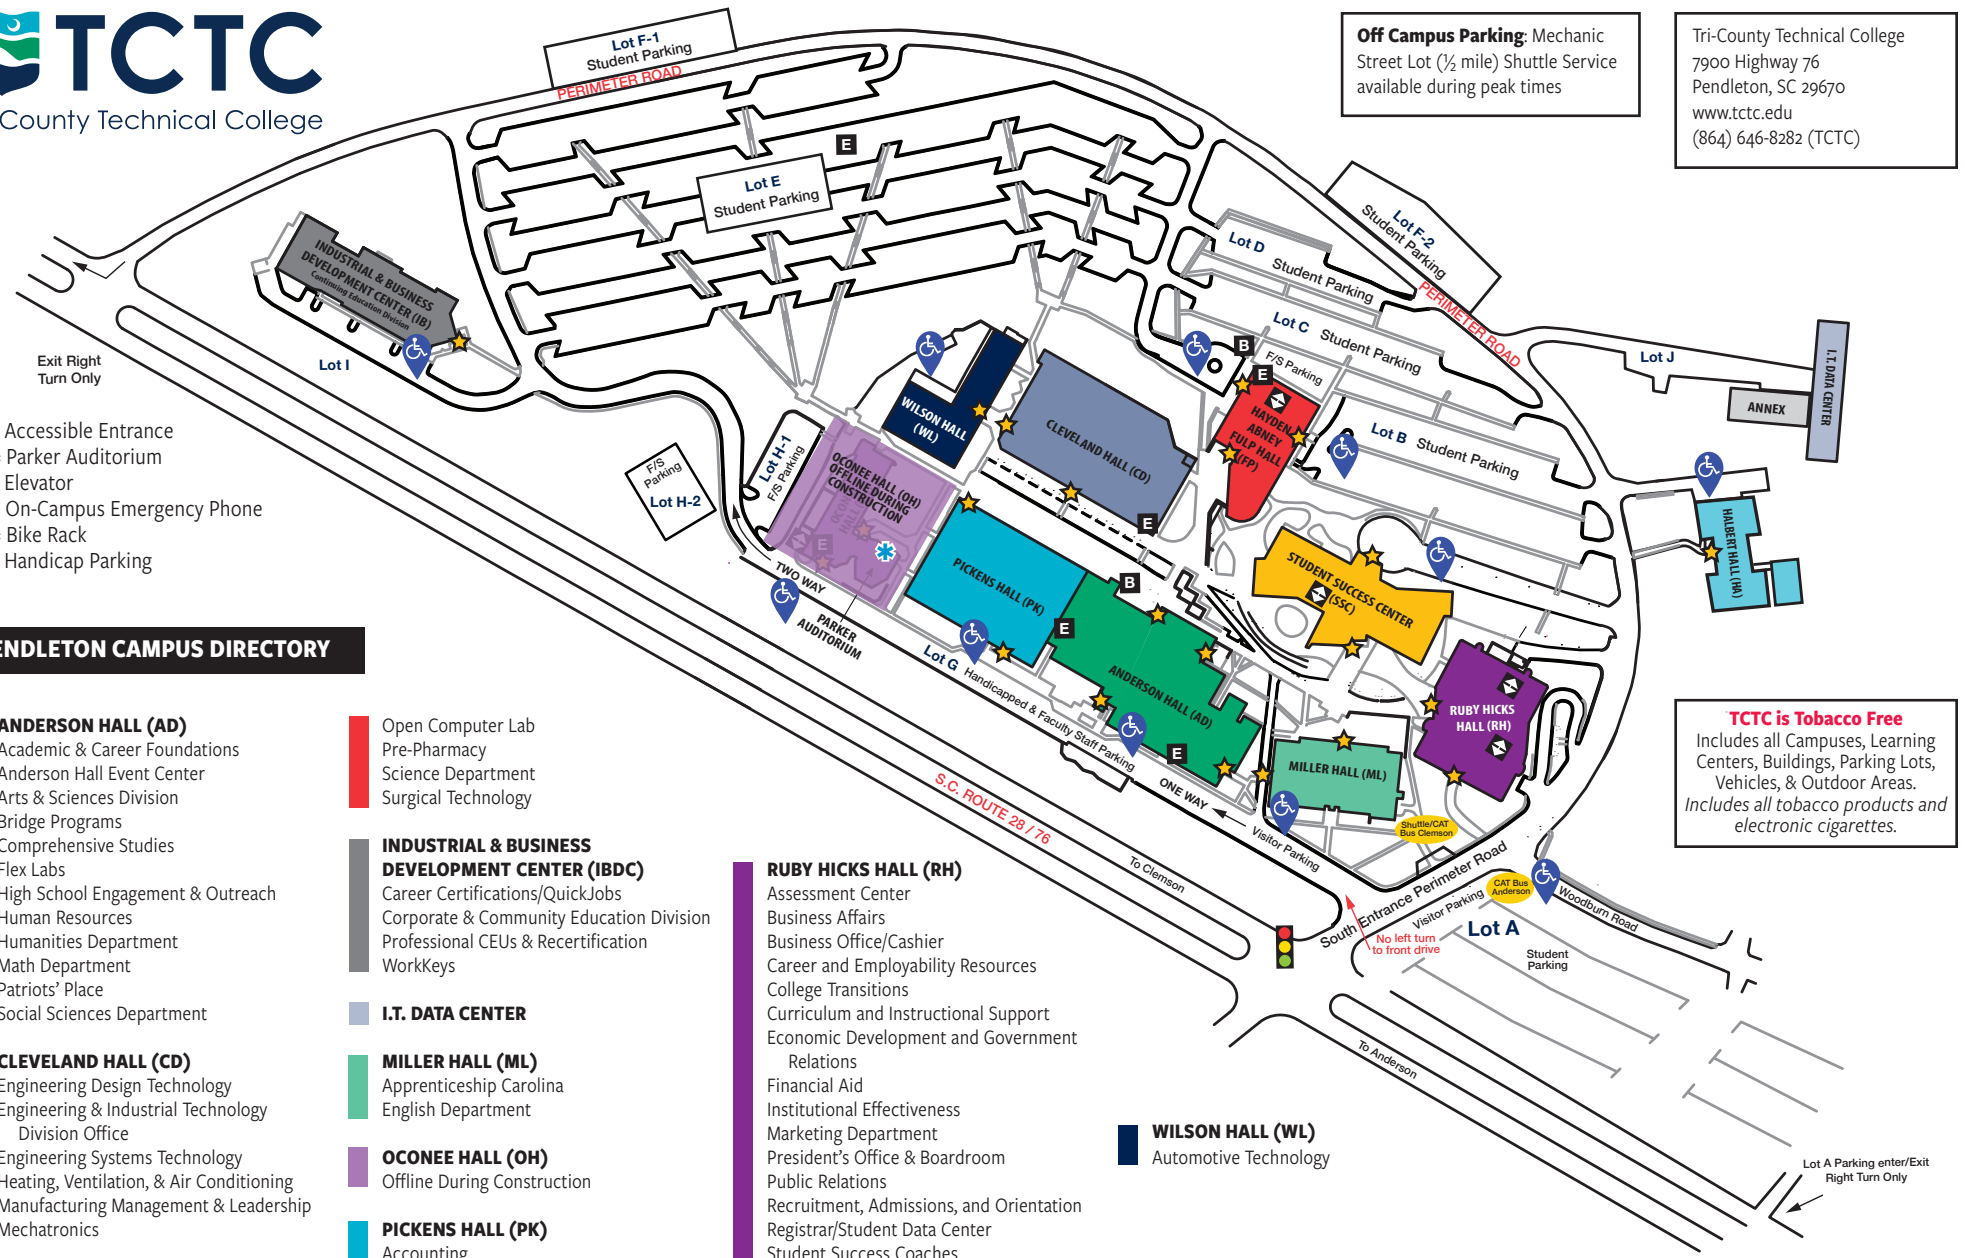 TCTC
County Technical College
Off Campus Parking: Mechanic
Street Lot (½ mile) Shuttle Service
available during peak times
Tri-County Technical College
7900 Highway 76
Pendleton, SC 29670
www.tctc.edu
(864) 646-8282 (TCTC)
Lot F-1
Student Parking
PERIMETER ROAD
E
Lot E
Student Parking
Lot F-2
Student Parking
PERIMETER ROAD
Lot D Student Parking
Lot C Student Parking
F/S Parking
Lot B Student Parking
Lot J
I.T. DATA CENTER
ANNEX
HALBERT HALL (HA)
INDUSTRIAL & BUSINESS
DEVELOPMENT CENTER (IB)
Continuing Education Division
Lot I
Exit Right
Turn Only
WILSON HALL
(WL)
CLEVELAND HALL (CD)
E
B
E
HAYDEN
ABNEY
FULP HALL
(FP)
Lot H-1
F/S Parking
F/S
Parking
Lot H-2
OCONEE HALL (OH)
OFFLINE DURING
CONSTRUCTION
E
TWO WAY
PARKER
AUDITORIUM
PICKENS HALL (PK)
B
E
ANDERSON HALL (AD)
E
STUDENT SUCCESS CENTER
(SSC)
RUBY HICKS
HALL (RH)
MILLER HALL (ML)
Lot G Handicapped & Faculty Staff Parking
ONE WAY
Visitor Parking
Shuttle/CAT
Bus Clemson
S.C. ROUTE 28 / 76
To Clemson
South Entrance Perimeter Road
Visitor Parking
CAT Bus
Anderson
Woodburn Road
No left turn
to front drive
Lot A
Student
Parking
To Anderson
Lot A Parking enter/Exit
Right Turn Only
TCTC is Tobacco Free
Includes all Campuses, Learning
Centers, Buildings, Parking Lots,
Vehicles, & Outdoor Areas.
Includes all tobacco products and
electronic cigarettes.
Accessible Entrance
Parker Auditorium
Elevator
On-Campus Emergency Phone
Bike Rack
Handicap Parking
ENDLETON CAMPUS DIRECTORY
ANDERSON HALL (AD)
Academic & Career Foundations
Anderson Hall Event Center
Arts & Sciences Division
Bridge Programs
Comprehensive Studies
Flex Labs
High School Engagement & Outreach
Human Resources
Humanities Department
Math Department
Patriots' Place
Social Sciences Department
CLEVELAND HALL (CD)
Engineering Design Technology
Engineering & Industrial Technology
Division Office
Engineering Systems Technology
Heating, Ventilation, & Air Conditioning
Manufacturing Management & Leadership
Mechatronics
Open Computer Lab
Pre-Pharmacy
Science Department
Surgical Technology
INDUSTRIAL & BUSINESS
DEVELOPMENT CENTER (IBDC)
Career Certifications/QuickJobs
Corporate & Community Education Division
Professional CEUs & Recertification
WorkKeys
I.T. DATA CENTER
MILLER HALL (ML)
Apprenticeship Carolina
English Department
OCONEE HALL (OH)
Offline During Construction
PICKENS HALL (PK)
Accounting
RUBY HICKS HALL (RH)
Assessment Center
Business Affairs
Business Office/Cashier
Career and Employability Resources
College Transitions
Curriculum and Instructional Support
Economic Development and Government
Relations
Financial Aid
Institutional Effectiveness
Marketing Department
President's Office & Boardroom
Public Relations
Recruitment, Admissions, and Orientation
Registrar/Student Data Center
Student Success Coaches
WILSON HALL (WL)
Automotive Technology